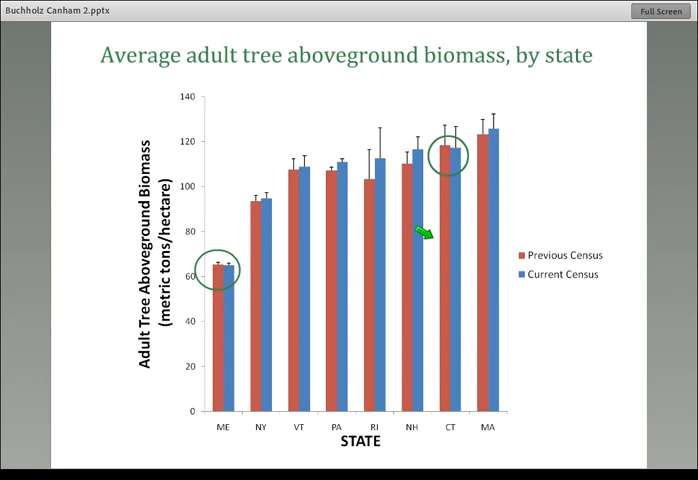 Buchholz Canham 2.pptx
Full Screen
Average adult tree aboveground biomass, by state
Adult Tree Aboveground Biomass
(metric tons/hectare)
140
120
100
80
60
40
20
0
ME NY VT PA RI NH CT MA
STATE
Previous Census
Current Census